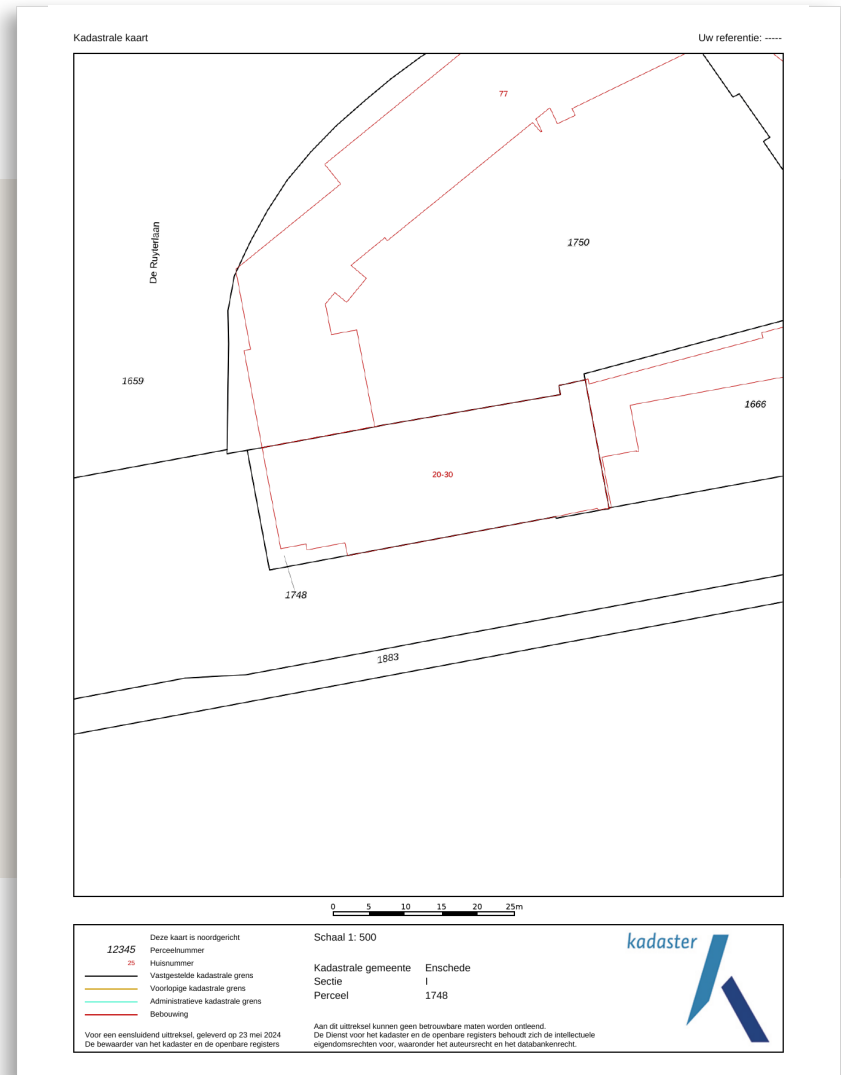 Kadastrale kaart
Uw referentie: -----
77
De Ruyterlaan
1750
1659
1666
20-30
1748
1883
0 5 10 15 20 25m
Deze kaart is noordgericht
12345 Perceelnummer
25 Huisnummer
Vastgestelde kadastrale grens
Voorlopige kadastrale grens
Administratieve kadastrale grens
Bebouwing
Voor een eensluidend uittreksel, geleverd op 23 mei 2024
De bewaarder van het kadaster en de openbare registers
Schaal 1: 500
Kadastrale gemeente Enschede
Sectie I
Perceel 1748
Aan dit uittreksel kunnen geen betrouwbare maten worden ontleend.
De Dienst voor het kadaster en de openbare registers behoudt zich de intellectuele
eigendomsrechten voor, waaronder het auteursrecht en het databankenrecht.
kadaster